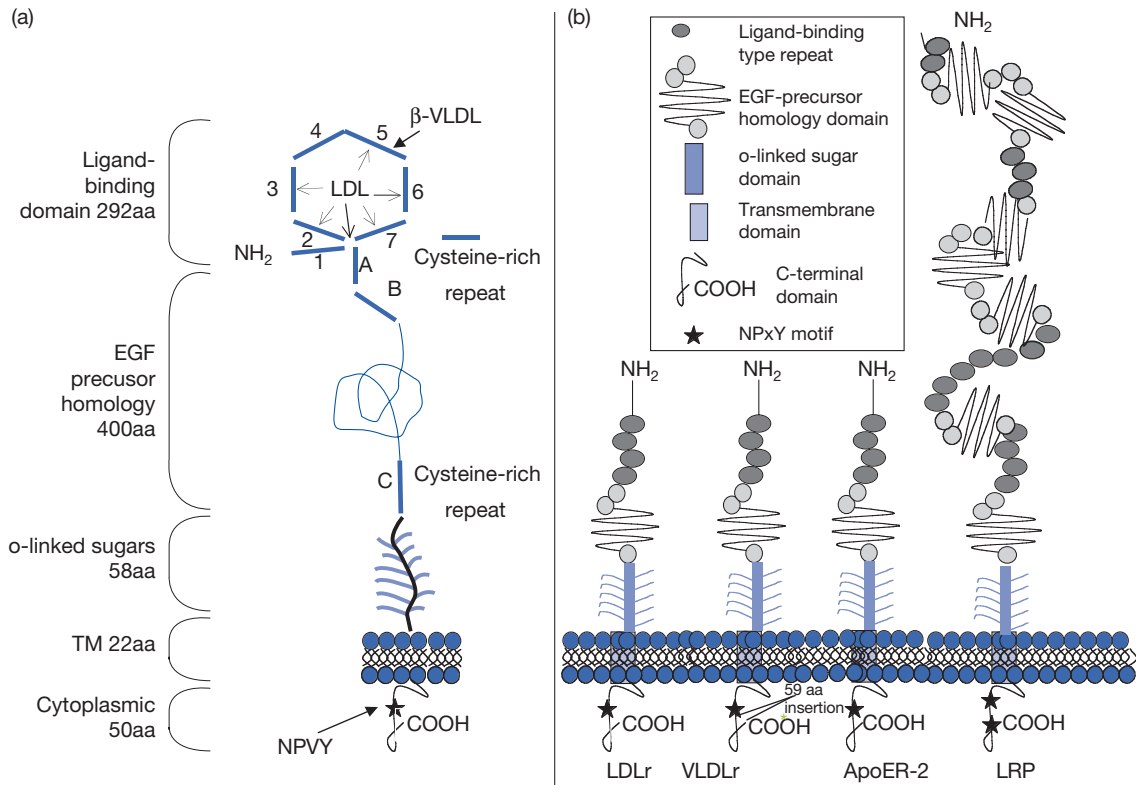 (a)
Ligand-
binding
domain 292aa
4
5
β-VLDL
3
LDL
6
2
7
NH2
1
A
Cysteine-rich
repeat
B
EGF
precusor
homology
400aa
C
Cysteine-rich
repeat
o-linked sugars
58aa
TM 22aa
Cytoplasmic
50aa
NPVY
COOH
(b)
Ligand-binding
type repeat
EGF-precursor
homology domain
o-linked sugar
domain
Transmembrane
domain
C-terminal
domain
COOH
NPxY motif
NH2
NH2
NH2
NH2
59 aa
insertion
COOH
COOH
COOH
COOH
LDLr
VLDLr
ApoER-2
LRP